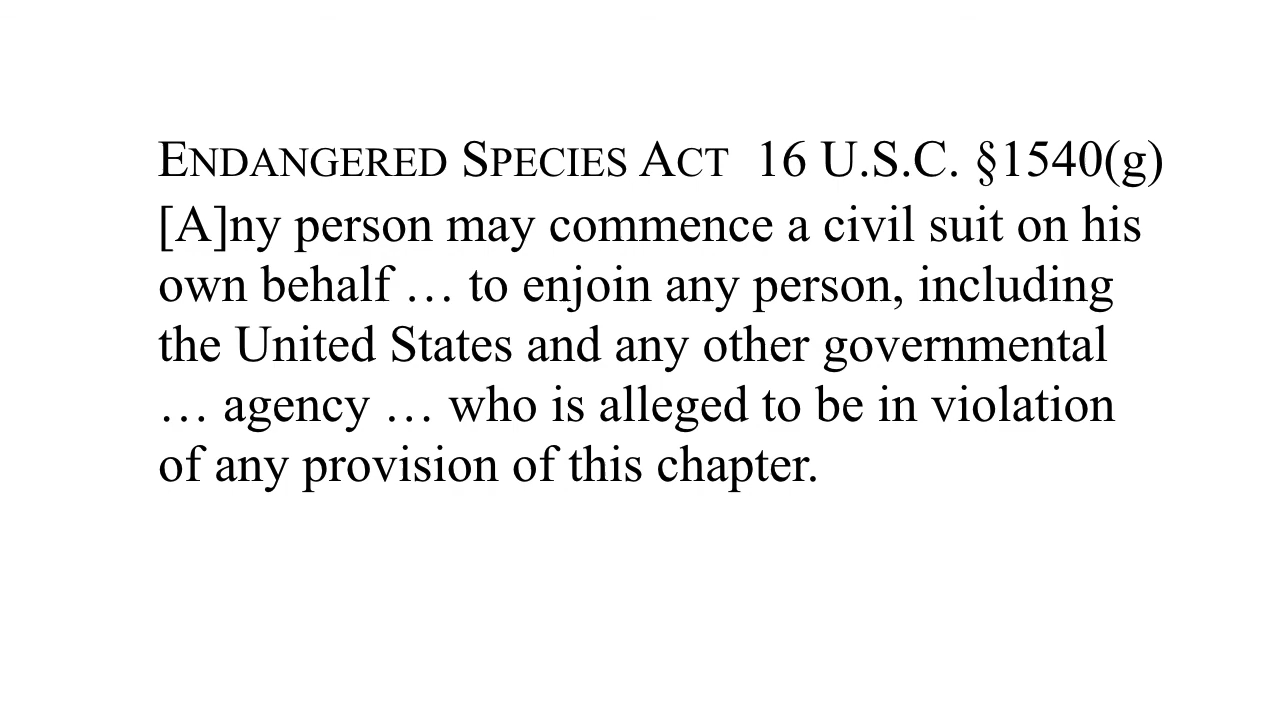 ENDANGERED SPECIES ACT 16 U.S.C. §1540(g)
[A]ny person may commence a civil suit on his
own behalf … to enjoin any person, including
the United States and any other governmental
… agency … who is alleged to be in violation
of any provision of this chapter.